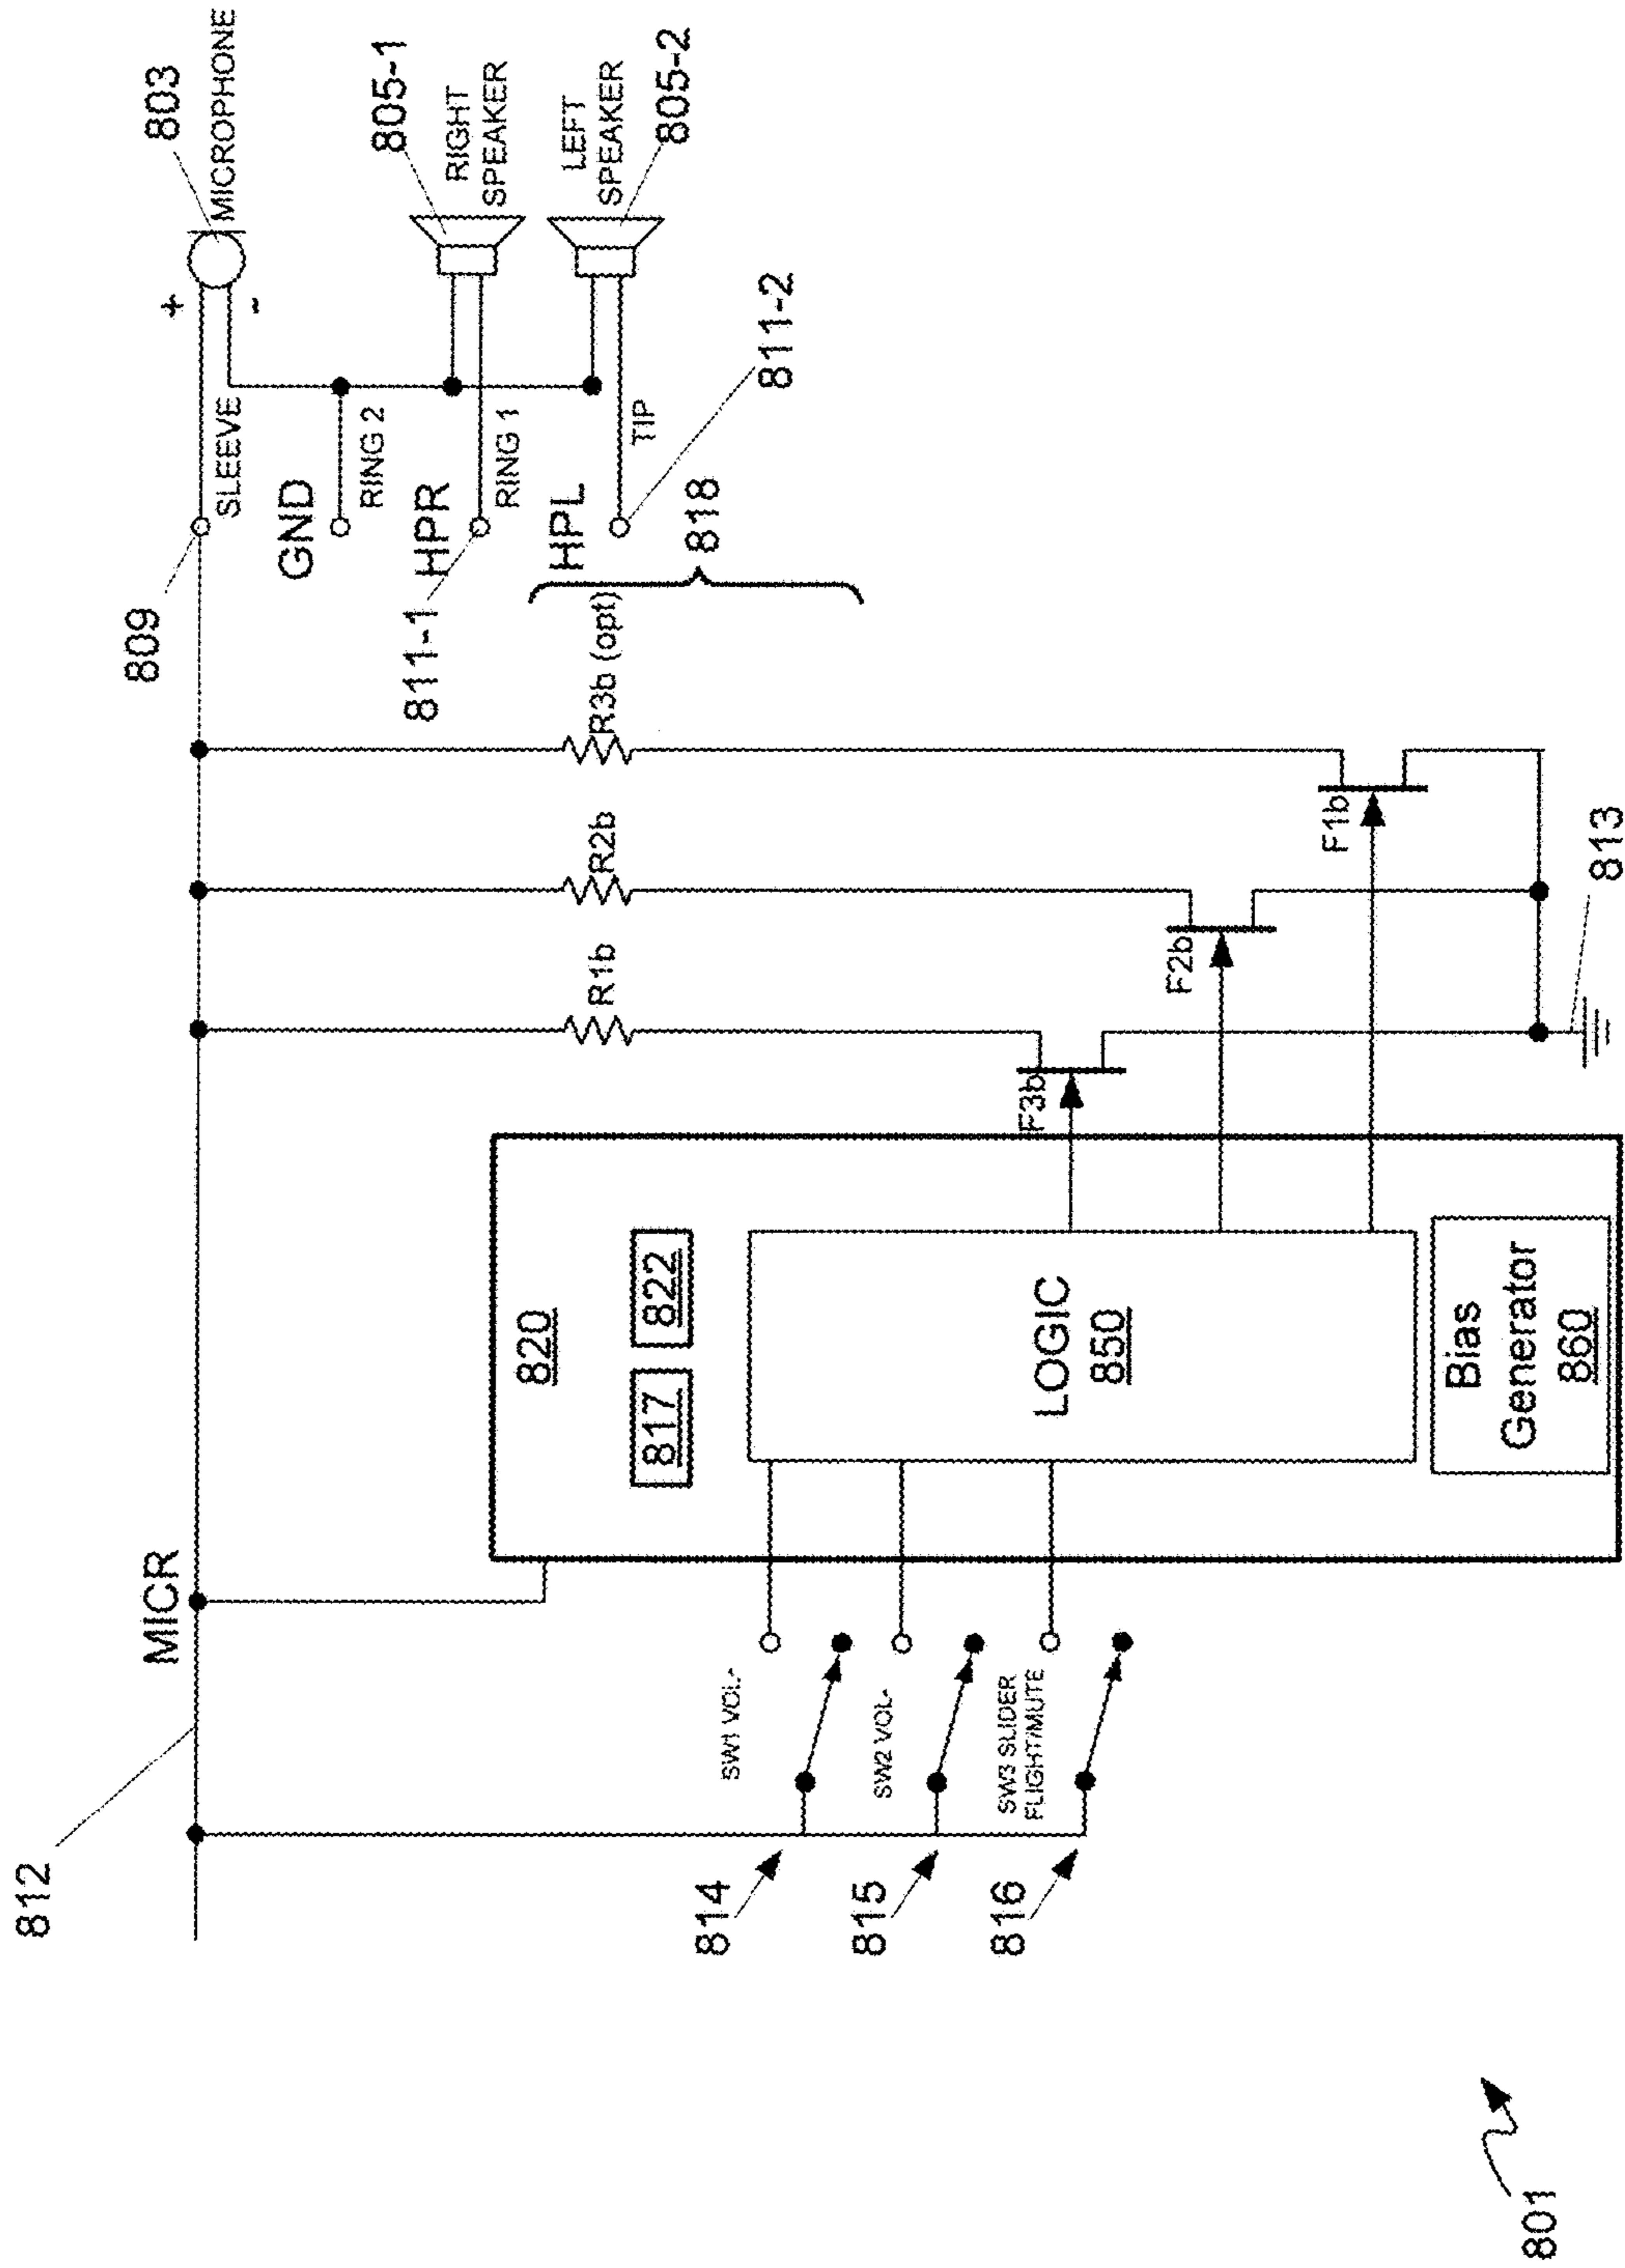 812
MICR
809
SLEEVE
+
-
803
MICROPHONE
GND
RING 2
811-1
HPR
RING 1
805-1
RIGHT
SPEAKER
HPL
TIP
811-2
LEFT
SPEAKER
805-2
818
R1b
R2b
R3b (opt)
814
SW1 VOL-
815
SW2 VOL-
816
SW3 SLIDER
FLIGHT/MUTE
820
817
822
LOGIC
850
Bias
Generator
860
F3b
F2b
F1b
813
801